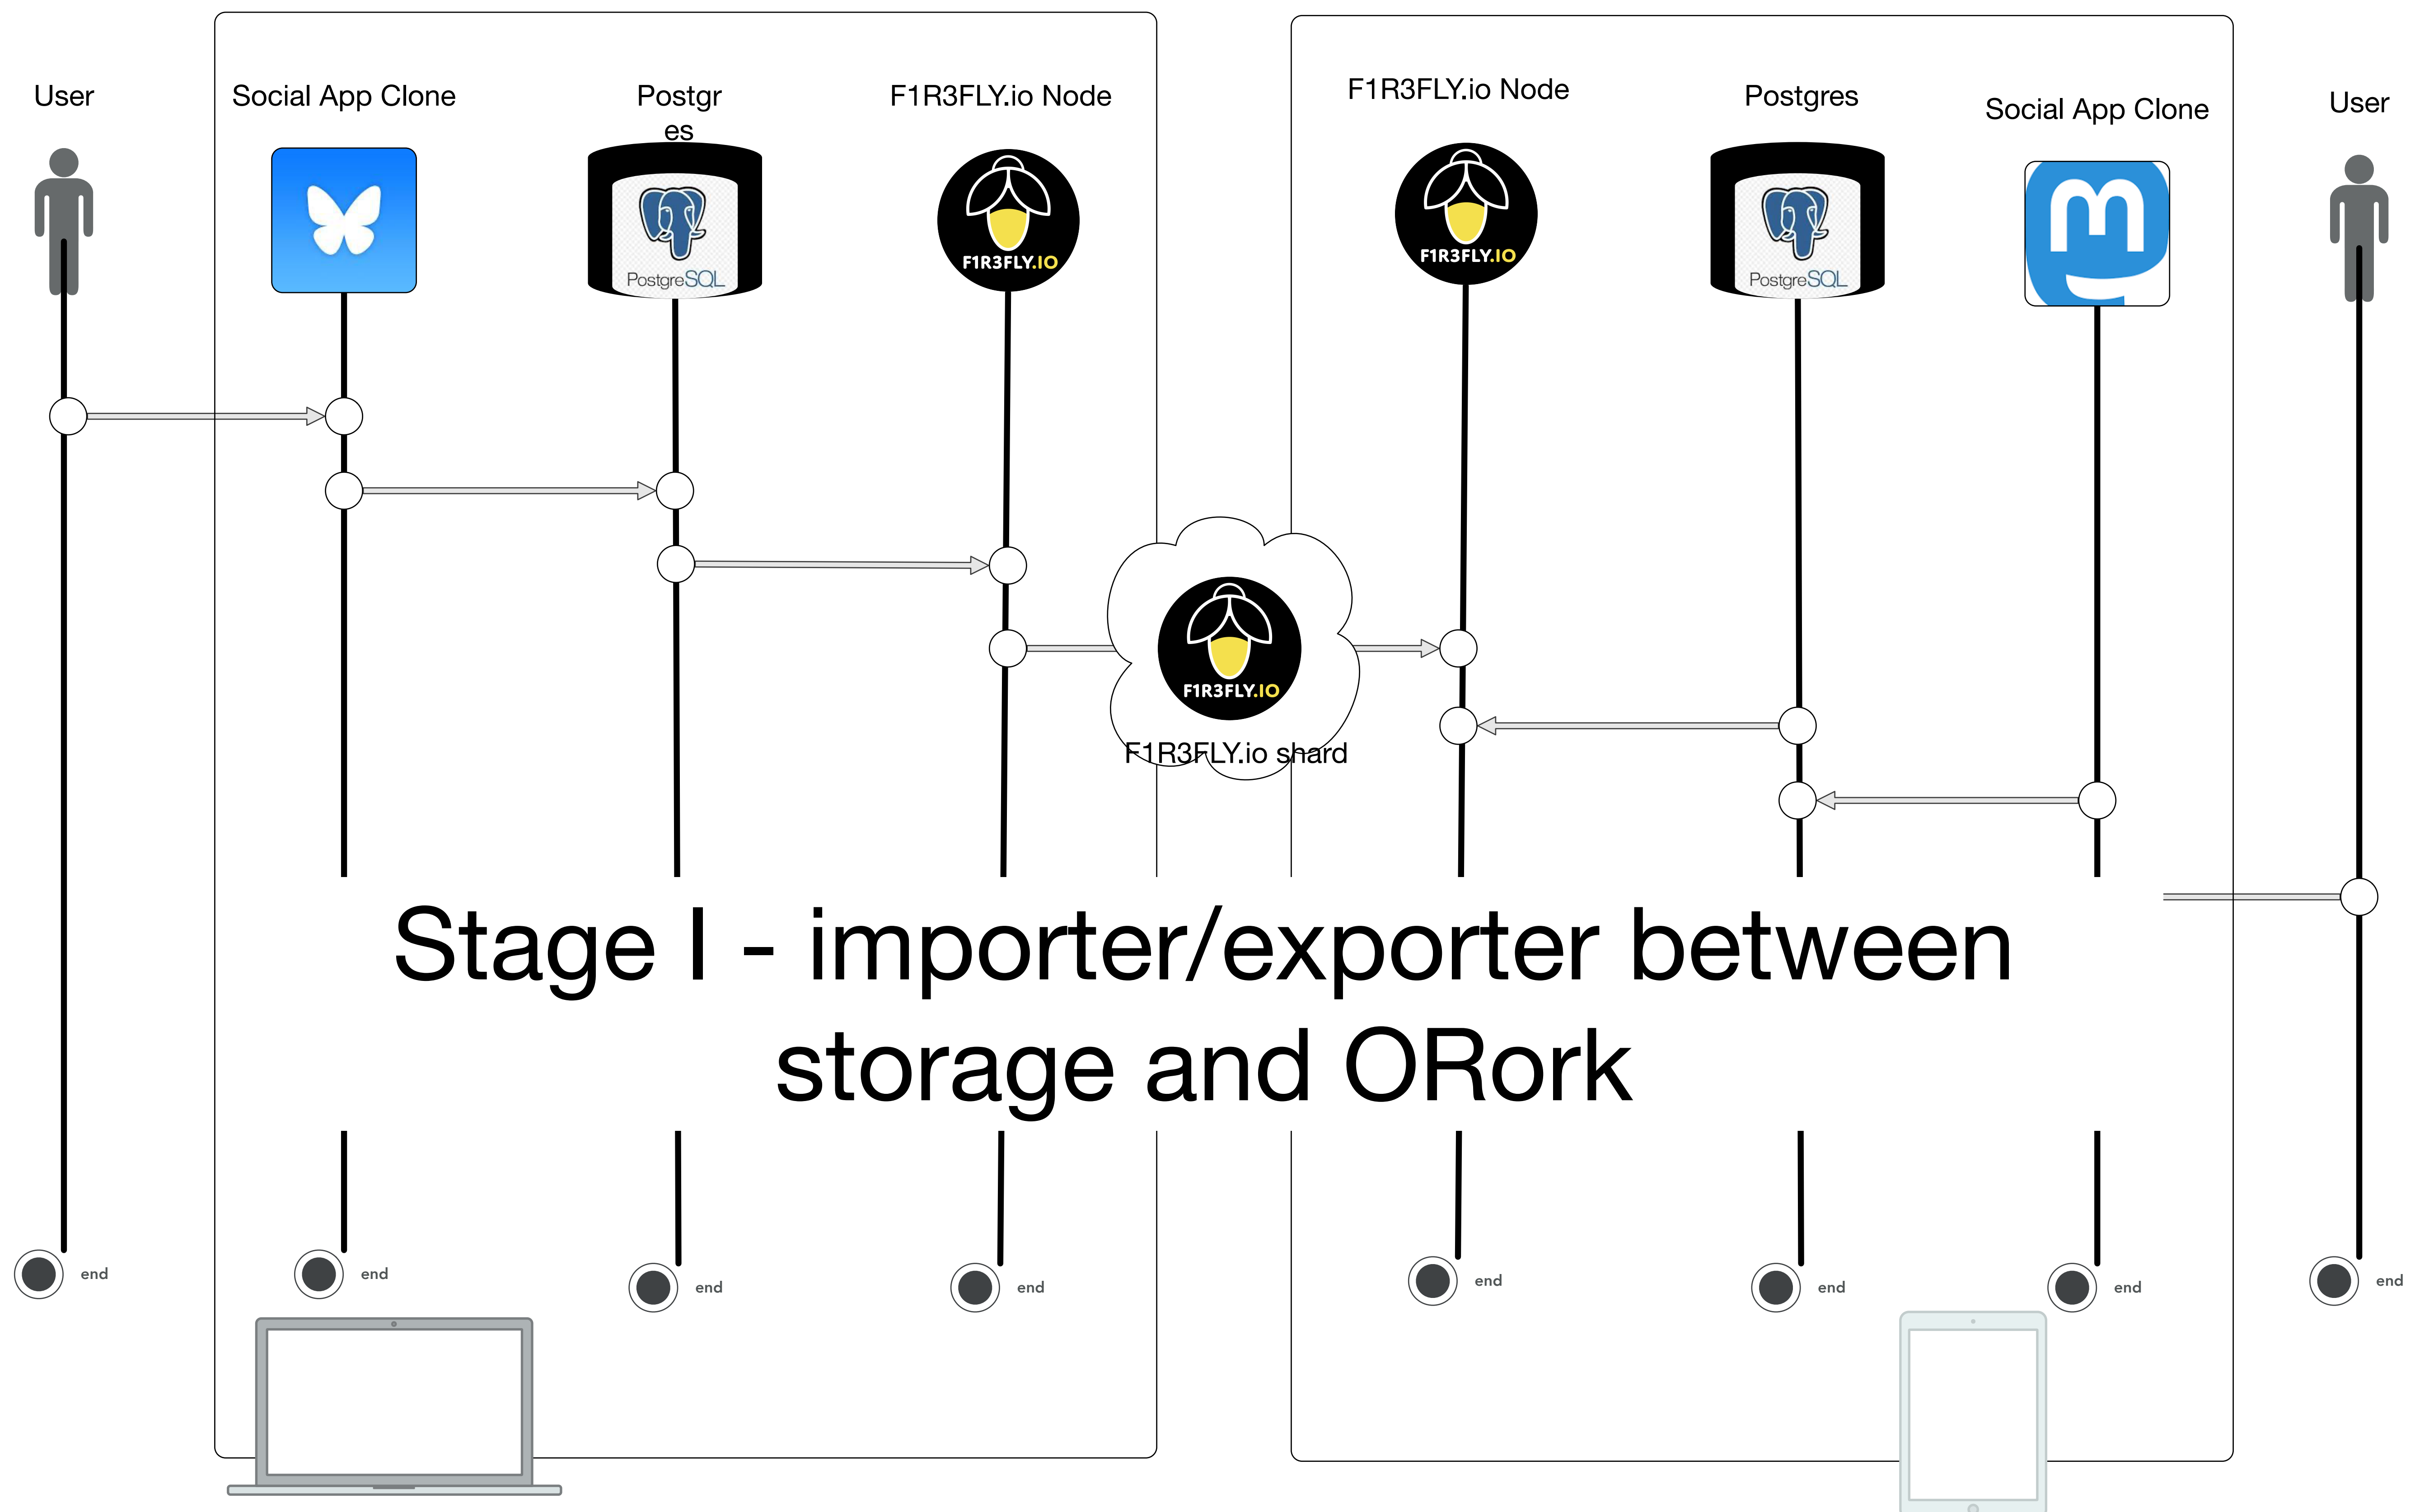 User
Social App Clone
Postgr
es
F1R3FLY.io Node
F1R3FLY.io Node
Postgres
Social App Clone
User
PostgreSQL
F1R3FLY.IO
F1R3FLY.IO
PostgreSQL
m
F1R3FLY.IO
F1R3FLY.io shard
Stage I - importer/exporter between
storage and ORork
end
end
end
end
end
end
end
end